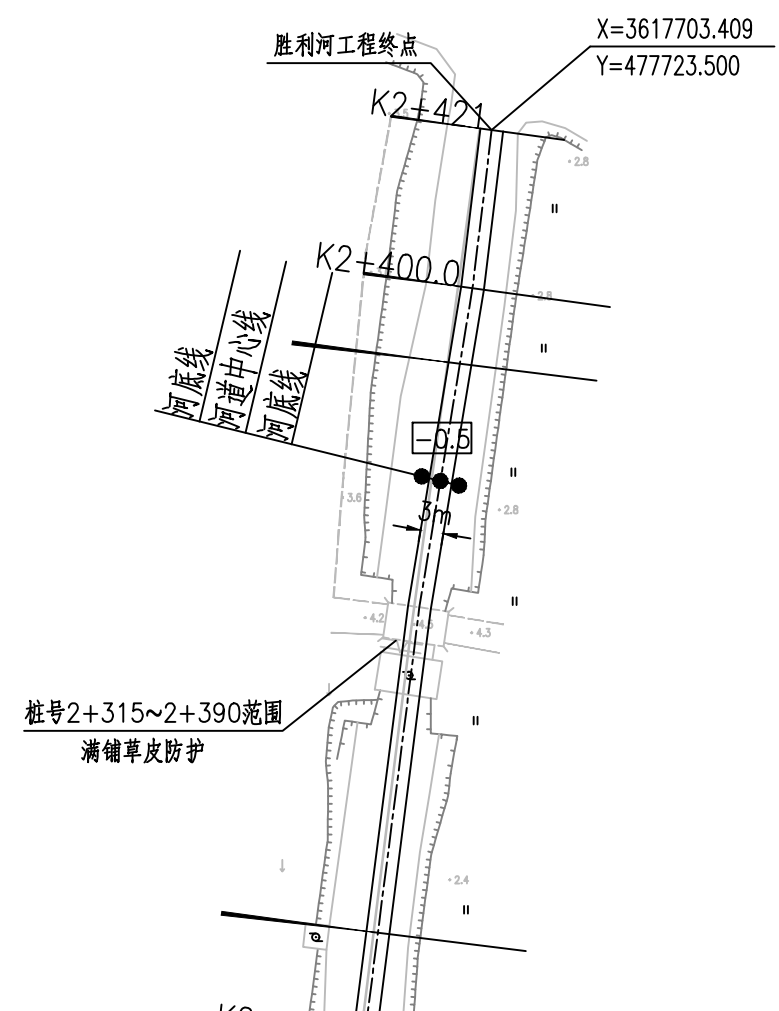 胜利河工程终点
X=3617703.409
Y=477723.500
K2+421
2.8
K2+400.0
2.8
河底线
河道中心线
河底线
-0.5
3.6
3m
2.8
4.2
4.3
桩号2+315~2+390范围
满铺草皮防护
2.4